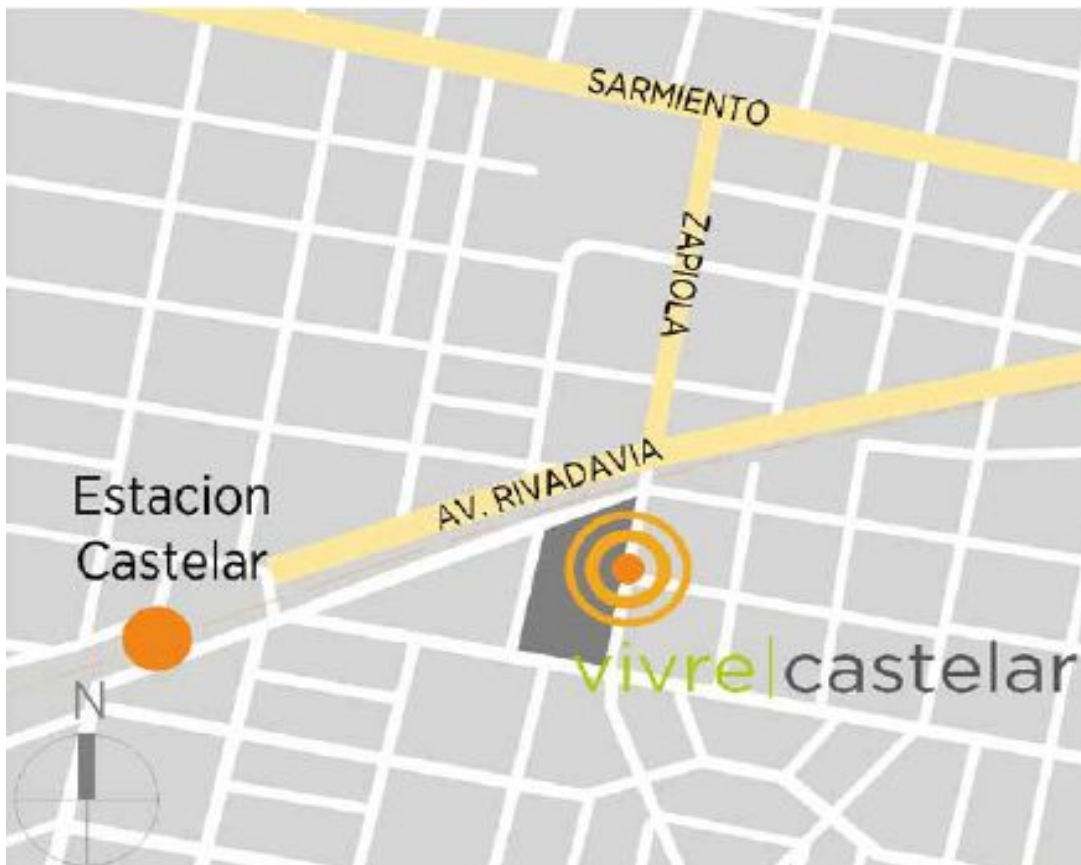 SARMIENTO
ZAPIOLA
AV. RIVADAVIA
Estacion
Castelar
vivre|castelar
N